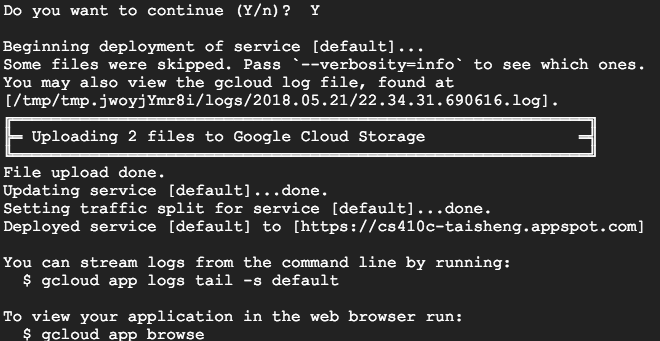 Do you want to continue (Y/n)?  Y
Beginning deployment of service [default]...
Some files were skipped. Pass `--verbosity=info` to see which ones.
You may also view the gcloud log file, found at
[/tmp/tmp.jwoyjYmr8i/logs/2018.05.21/22.34.31.690616.log].
Uploading 2 files to Google Cloud Storage
File upload done.
Updating service [default]...done.
Setting traffic split for service [default]...done.
Deployed service [default] to [https://cs410c-taisheng.appspot.com]
You can stream logs from the command line by running:
  $ gcloud app logs tail -s default
To view your application in the web browser run:
  $ gcloud app browse